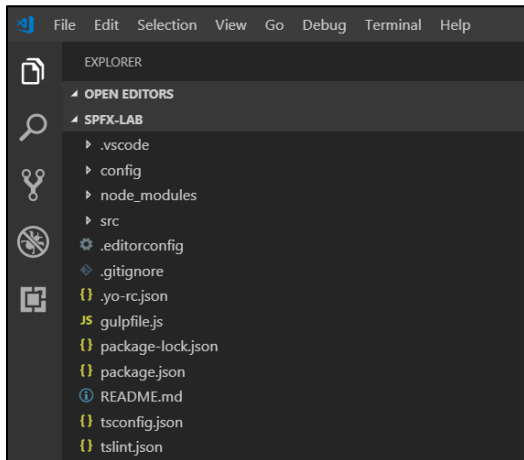 File Edit Selection View Go Debug Terminal Help
EXPLORER
OPEN EDITORS
SPFX-LAB
.vscode
config
node_modules
src
.editorconfig
.gitignore
{} .yo-rc.json
JS gulpfile.js
{} package-lock.json
{} package.json
README.md
{} tsconfig.json
{} tslint.json